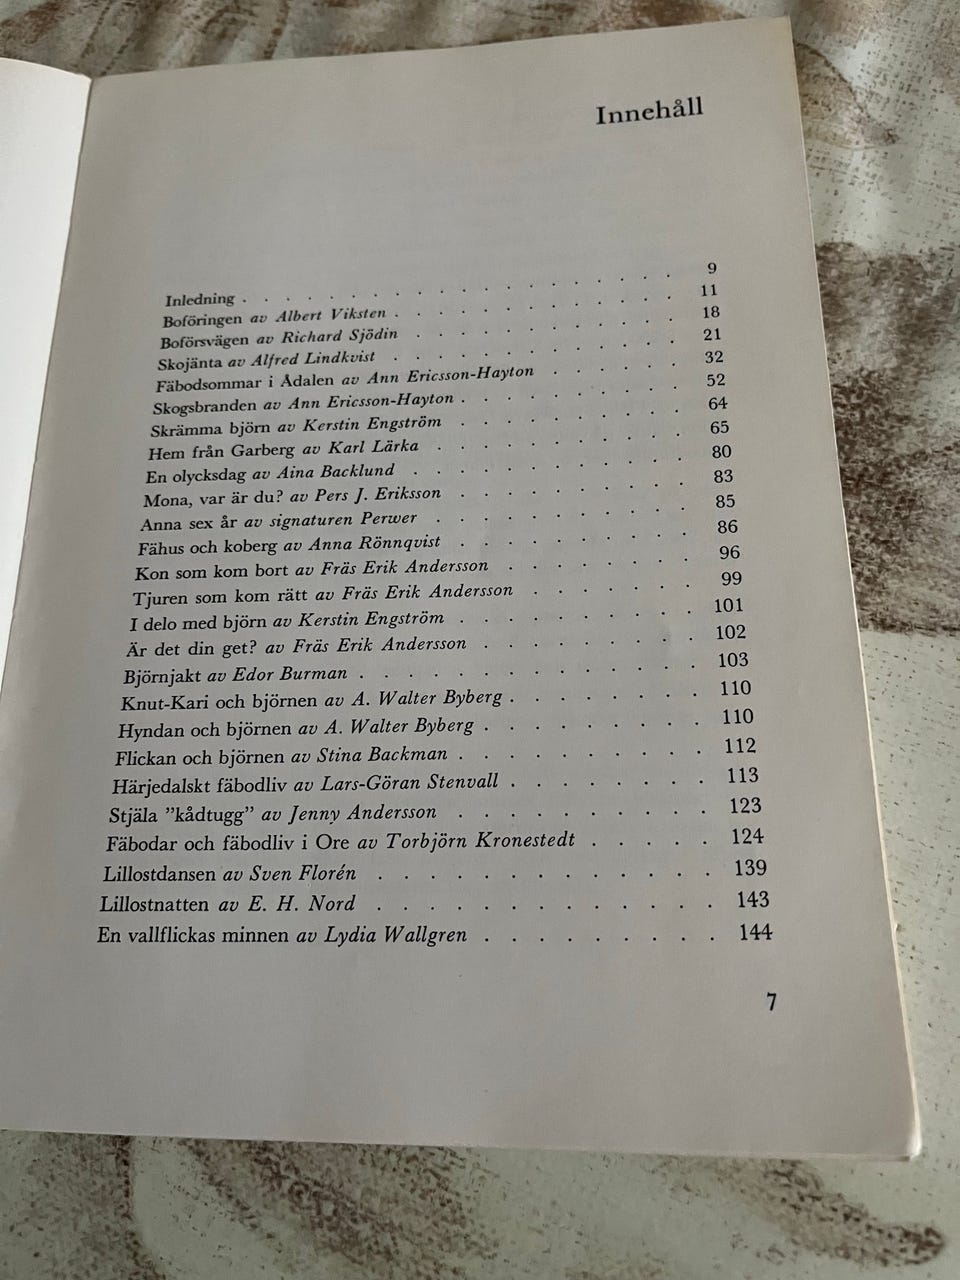 Innehåll
Inledning . . . . . . . . . . . . . . . . . . 9
Boföringen av Albert Viksten . . . . . . . . . . . . 11
Boförsvägen av Richard Sjödin . . . . . . . . . . . 18
Skojänta av Alfred Lindkvist . . . . . . . . . . . . 21
Fäbodsommar i Ådalen av Ann Ericsson-Hayton . . . . . . 32
Skogsbranden av Ann Ericsson-Hayton . . . . . . . . . 52
Skrämma björn av Kerstin Engström . . . . . . . . . 64
Hem från Garberg av Karl Lärka . . . . . . . . . . 65
En olycksdag av Aina Backlund . . . . . . . . . . . 80
Mona, var är du? av Pers J. Eriksson . . . . . . . . . 83
Anna sex år av signaturen Perwer . . . . . . . . . . 85
Fähus och koberg av Anna Rönnqvist . . . . . . . . . 86
Kon som kom bort av Fräs Erik Andersson . . . . . . . 96
Tjuren som kom rätt av Fräs Erik Andersson . . . . . . 99
I delo med björn av Kerstin Engström . . . . . . . . . 101
Är det din get? av Fräs Erik Andersson . . . . . . . . 102
Björnjakt av Edor Burman . . . . . . . . . . . . . 103
Knut-Kari och björnen av A. Walter Byberg . . . . . . . 110
Hyndan och björnen av A. Walter Byberg . . . . . . . . 110
Flickan och björnen av Stina Backman . . . . . . . . . 112
Härjedalskt fäbodliv av Lars-Göran Stenvall . . . . . . . 113
Stjäla ”kådtugg” av Jenny Andersson . . . . . . . . . 123
Fäbodar och fäbodliv i Ore av Torbjörn Kronestedt . . . . . 124
Lillostdansen av Sven Florén . . . . . . . . . . . . . 139
Lillostnatten av E. H. Nord . . . . . . . . . . . . . 143
En vallflickas minnen av Lydia Wallgren . . . . . . . . . 144
7